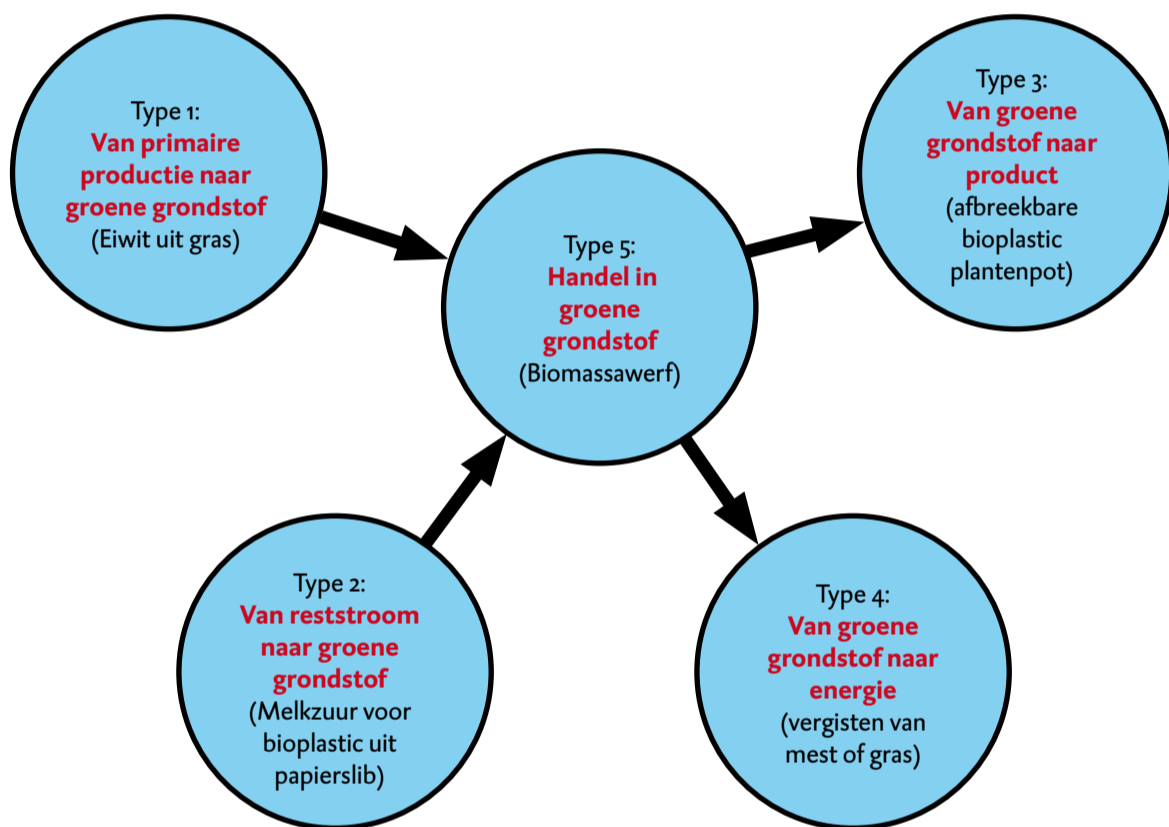 Type 1:
Van primaire
productie naar
groene grondstof
(Eiwit uit gras)
Type 3:
Van groene
grondstof naar
product
(afbreekbare
bioplastic
plantenpot)
Type 5:
Handel in
groene
grondstof
(Biomassawerf)
Type 2:
Van reststroom
naar groene
grondstof
(Melkzuur voor
bioplastic uit
papierslib)
Type 4:
Van groene
grondstof naar
energie
(vergisten van
mest of gras)